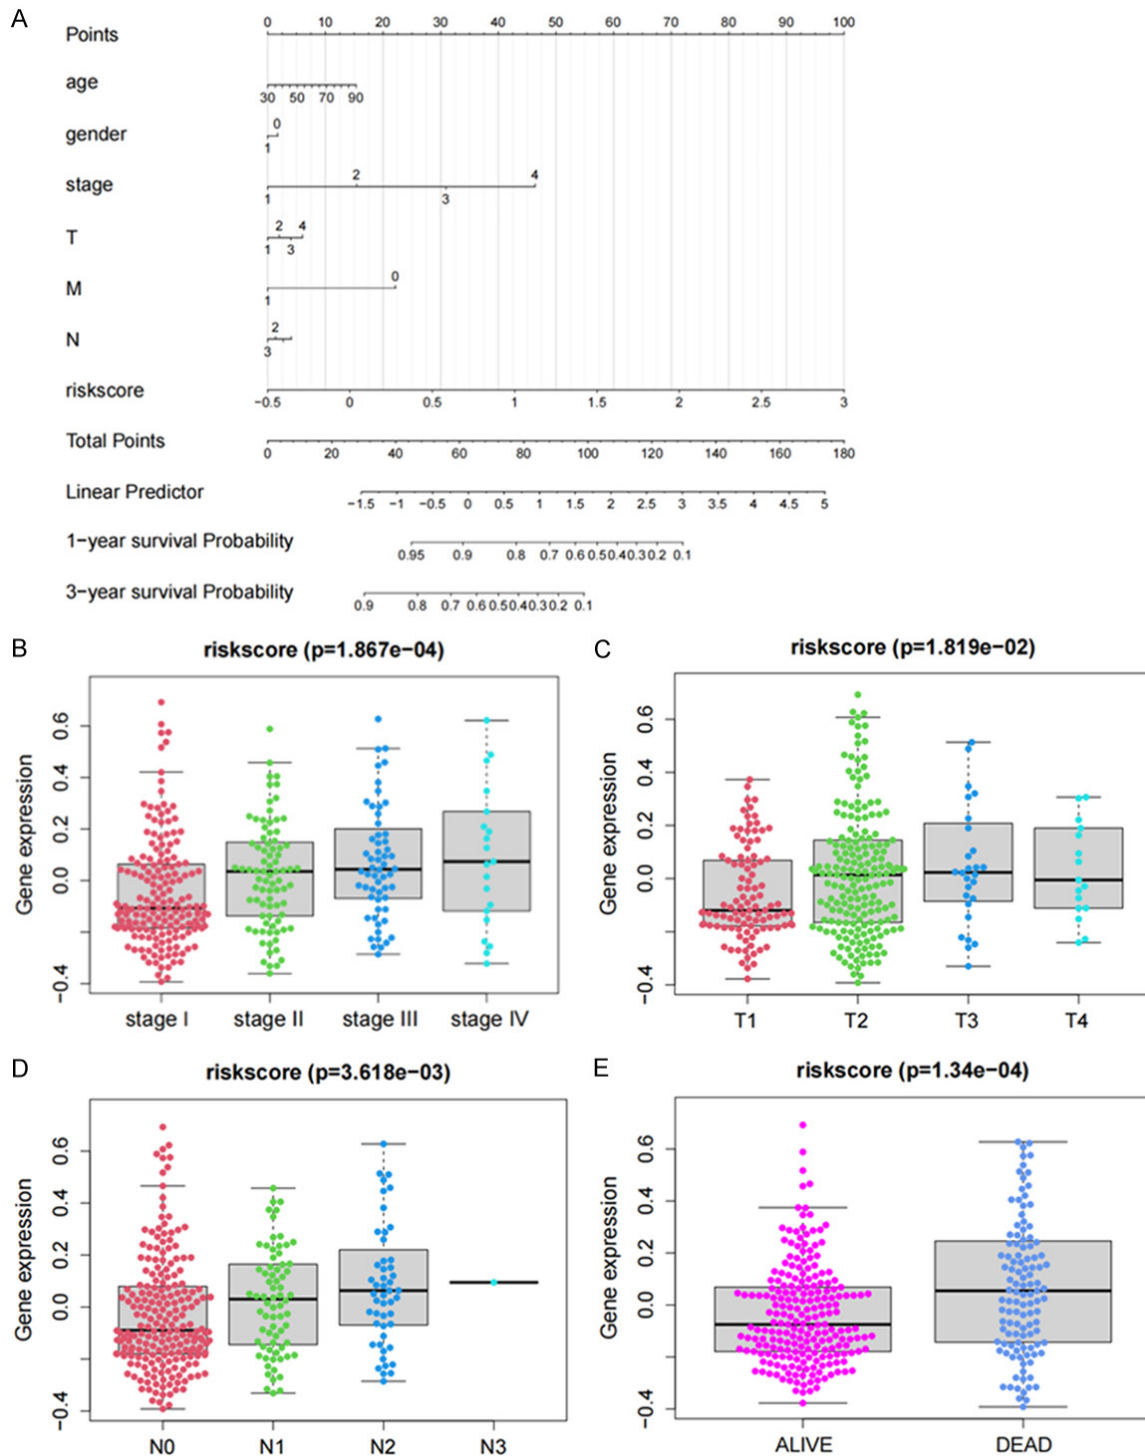 A
Points
0 10 20 30 40 50 60 70 80 90 100
age
30 50 70 90
gender
0
1
stage
2 4
1 3
T
2 4
1 3
M
0
1
N
2
3
riskscore
−0.5 0 0.5 1 1.5 2 2.5 3
Total Points
0 20 40 60 80 100 120 140 160 180
Linear Predictor
−1.5 −1 −0.5 0 0.5 1 1.5 2 2.5 3 3.5 4 4.5 5
1−year survival Probability
0.95 0.9 0.8 0.7 0.6 0.5 0.4 0.3 0.2 0.1
3−year survival Probability
0.9 0.8 0.7 0.6 0.5 0.4 0.3 0.2 0.1
B
riskscore (p=1.867e−04)
Gene expression
0.6
0.4
0.2
0.0
−0.4
stage I stage II stage III stage IV
C
riskscore (p=1.819e−02)
Gene expression
0.6
0.4
0.2
0.0
−0.4
T1 T2 T3 T4
D
riskscore (p=3.618e−03)
Gene expression
0.6
0.4
0.2
0.0
−0.4
N0 N1 N2 N3
E
riskscore (p=1.34e−04)
Gene expression
0.6
0.4
0.2
0.0
−0.4
ALIVE DEAD